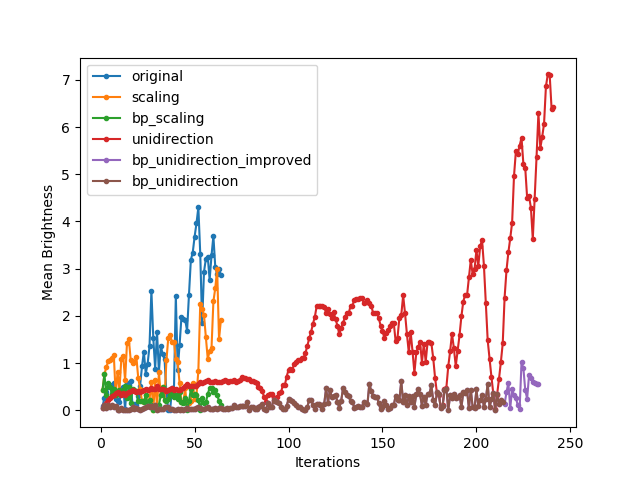 original
scaling
bp_scaling
unidirection
bp_unidirection_improved
bp_unidirection
Mean Brightness
7
6
5
4
3
2
1
0
0 50 100 150 200 250
Iterations